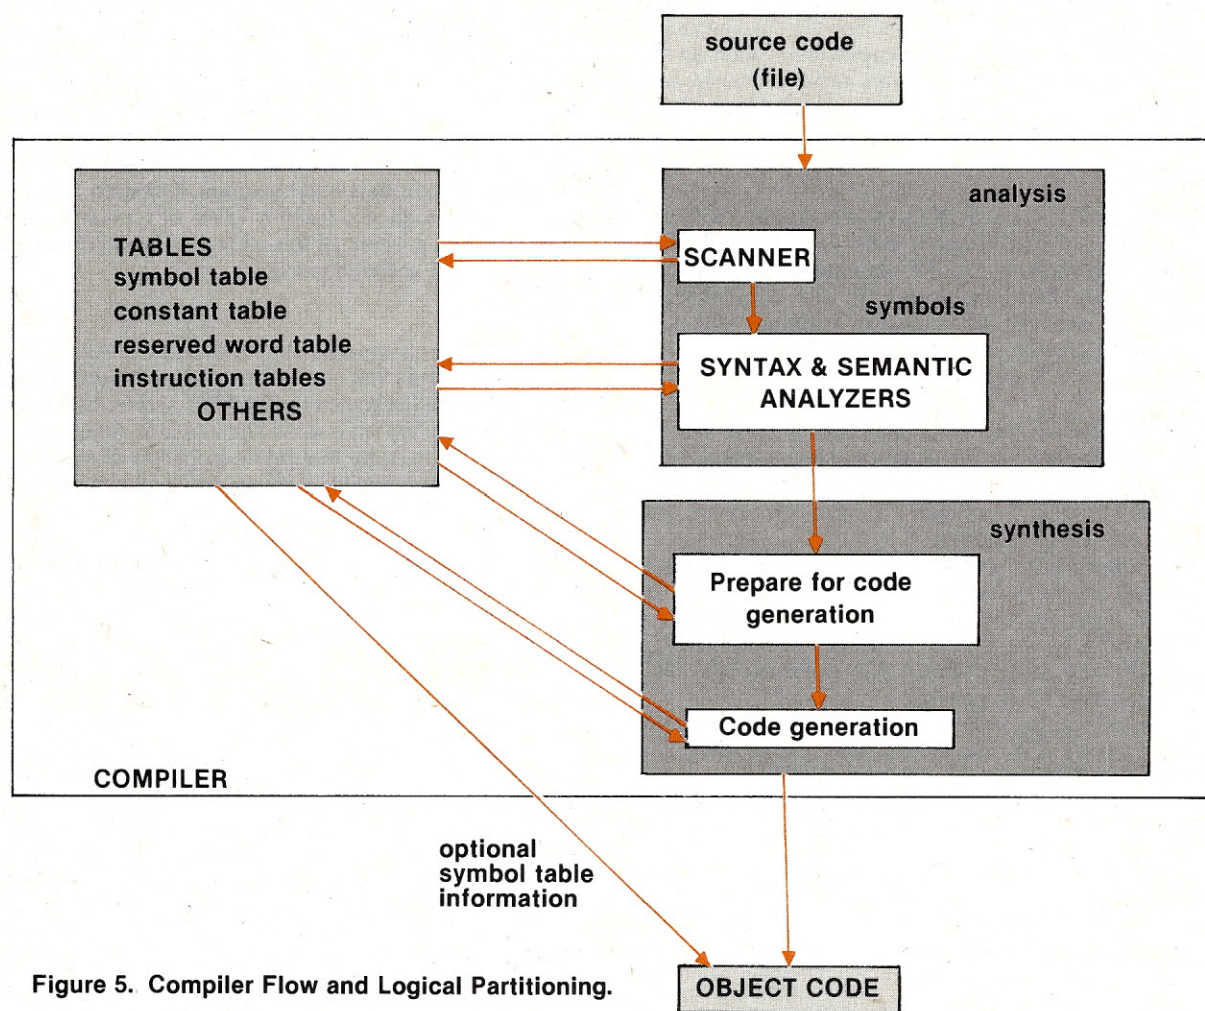 source code
(file)
analysis
TABLES
symbol table
constant table
reserved word table
instruction tables
OTHERS
SCANNER
symbols
SYNTAX & SEMANTIC
ANALYZERS
synthesis
Prepare for code
generation
Code generation
COMPILER
optional
symbol table
information
OBJECT CODE
Figure 5. Compiler Flow and Logical Partitioning.